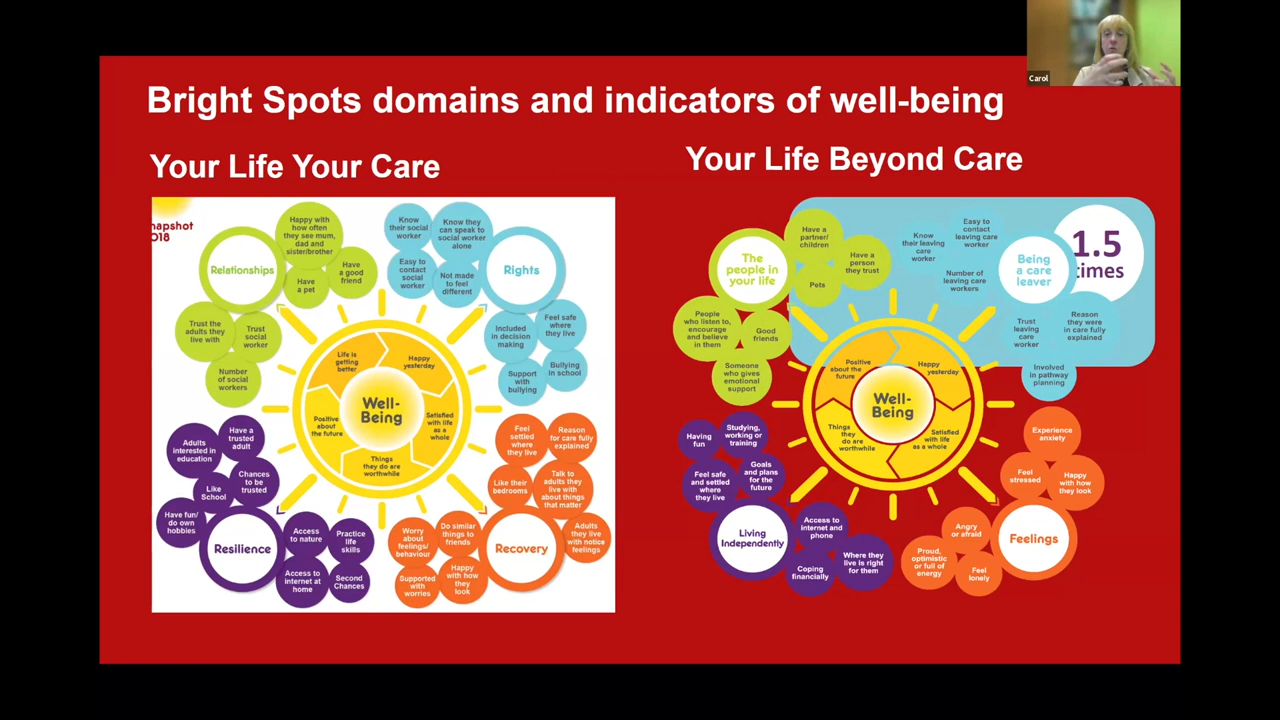 Carol
Bright Spots domains and indicators of well-being
Your Life Your Care
napshot
018
Relationships
Happy with
how often
they see mum,
dad and
sister/brother
Have
a pet
Have
a good
friend
Trust the
adults they
live with
Trust
social
worker
Number
of social
workers
Know
their social
worker
Know they
can speak to
social worker
alone
Easy to
contact
social
worker
Not made
to feel
different
Rights
Included
in decision
making
Feel safe
where
they live
Support
with
bullying
Bullying
in school
Life is
getting
better
Happy
yesterday
Satisfied
with life
as a
whole
Things
they do are
worthwhile
Positive
about
the future
Well-
Being
Adults
interested in
education
Have a
trusted
adult
Chances
to be
trusted
Like
School
Have fun/
do own
hobbies
Resilience
Access
to nature
Practice
life
skills
Access to
internet at
home
Second
Chances
Feel
settled
where
they live
Reason
for care fully
explained
Like their
bedrooms
Talk to
adults they
live with
about things
that matter
Adults
they live
with notice
feelings
Recovery
Worry
about
feelings/
behaviour
Do similar
things to
friends
Supported
with
worries
Happy
with how
they
look
Your Life Beyond Care
The
people in
your life
Have a
partner/
children
Have a
person
they trust
Pets
People
who listen to,
encourage
and believe
in them
Good
friends
Someone
who gives
emotional
support
Know
their leaving
care
worker
Easy to
contact
leaving care
worker
Number of
leaving care
workers
Being
a care
leaver
1.5
times
Trust
leaving
care
worker
Reason
they were
in care fully
explained
Involved
in pathway
planning
Positive
about the
future
Happy
yesterday
Satisfied
with life
as a whole
Things
they do are
worthwhile
Well-
Being
Having
fun
Studying,
working or
training
Feel safe
and settled
where
they live
Goals
and plans
for the
future
Living
Independently
Access to
internet and
phone
Coping
financially
Where they
live is right
for them
Experience
anxiety
Feel
stressed
Happy
with how
they look
Angry
or afraid
Proud,
optimistic
or full of
energy
Feel
lonely
Feelings